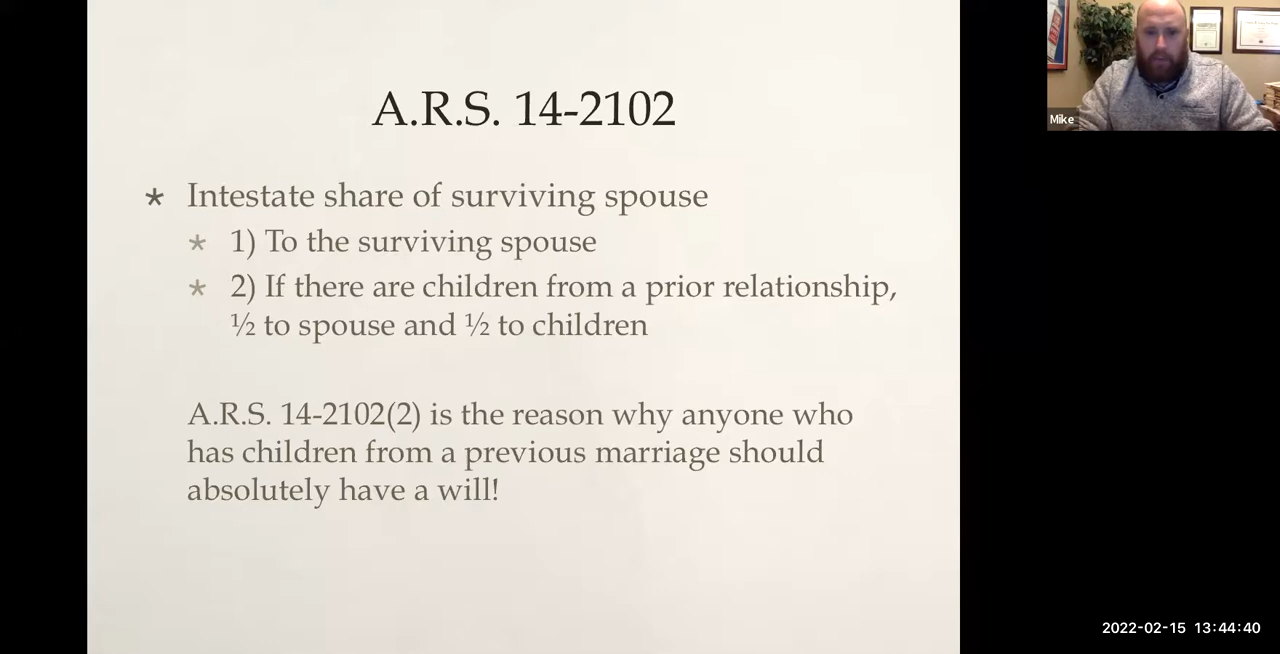 A.R.S. 14-2102
* Intestate share of surviving spouse
* 1) To the surviving spouse
* 2) If there are children from a prior relationship,
½ to spouse and ½ to children
A.R.S. 14-2102(2) is the reason why anyone who
has children from a previous marriage should
absolutely have a will!
Mike
2022-02-15 13:44:40